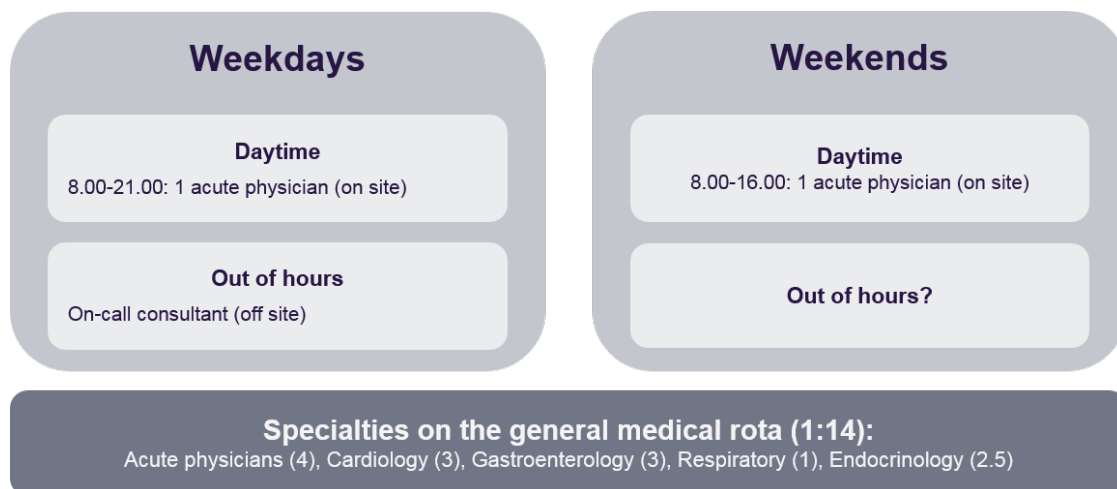 Weekdays
Daytime
8.00-21.00: 1 acute physician (on site)
Out of hours
On-call consultant (off site)
Weekends
Daytime
8.00-16.00: 1 acute physician (on site)
Out of hours?
Specialties on the general medical rota (1:14):
Acute physicians (4), Cardiology (3), Gastroenterology (3), Respiratory (1), Endocrinology (2.5)